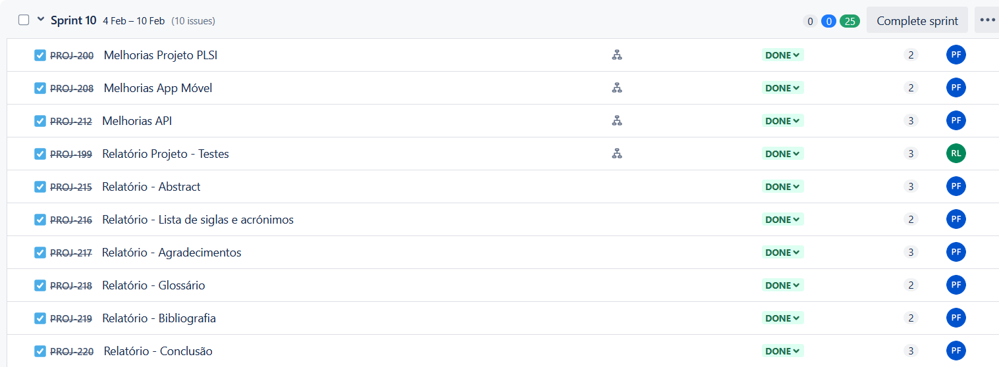 Sprint 10 4 Feb – 10 Feb (10 issues) 0 0 25 Complete sprint
PROJ-200 Melhorias Projeto PLSI DONE 2 PF
PROJ-208 Melhorias App Móvel DONE 2 PF
PROJ-212 Melhorias API DONE 3 PF
PROJ-199 Relatório Projeto - Testes DONE 3 RL
PROJ-215 Relatório - Abstract DONE 3 PF
PROJ-216 Relatório - Lista de siglas e acrónimos DONE 2 PF
PROJ-217 Relatório - Agradecimentos DONE 3 PF
PROJ-218 Relatório - Glossário DONE 2 PF
PROJ-219 Relatório - Bibliografia DONE 2 PF
PROJ-220 Relatório - Conclusão DONE 3 PF